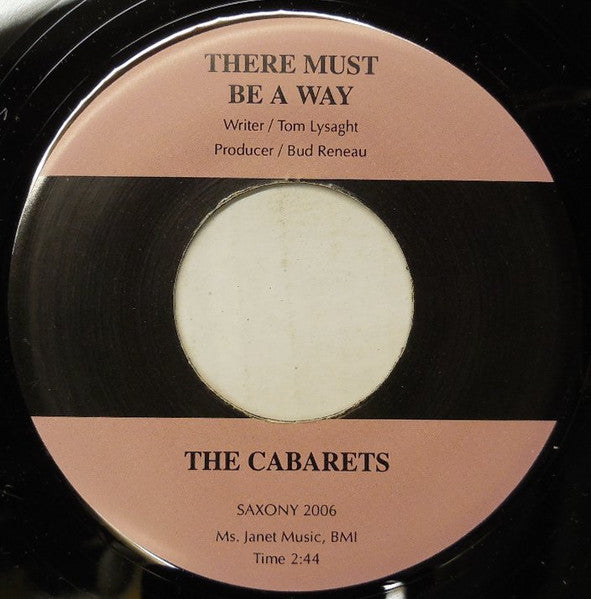 THERE MUST
BE A WAY
Writer / Tom Lysaght
Producer / Bud Reneau
THE CABARETS
SAXONY 2006
Ms. Janet Music, BMI
Time 2:44